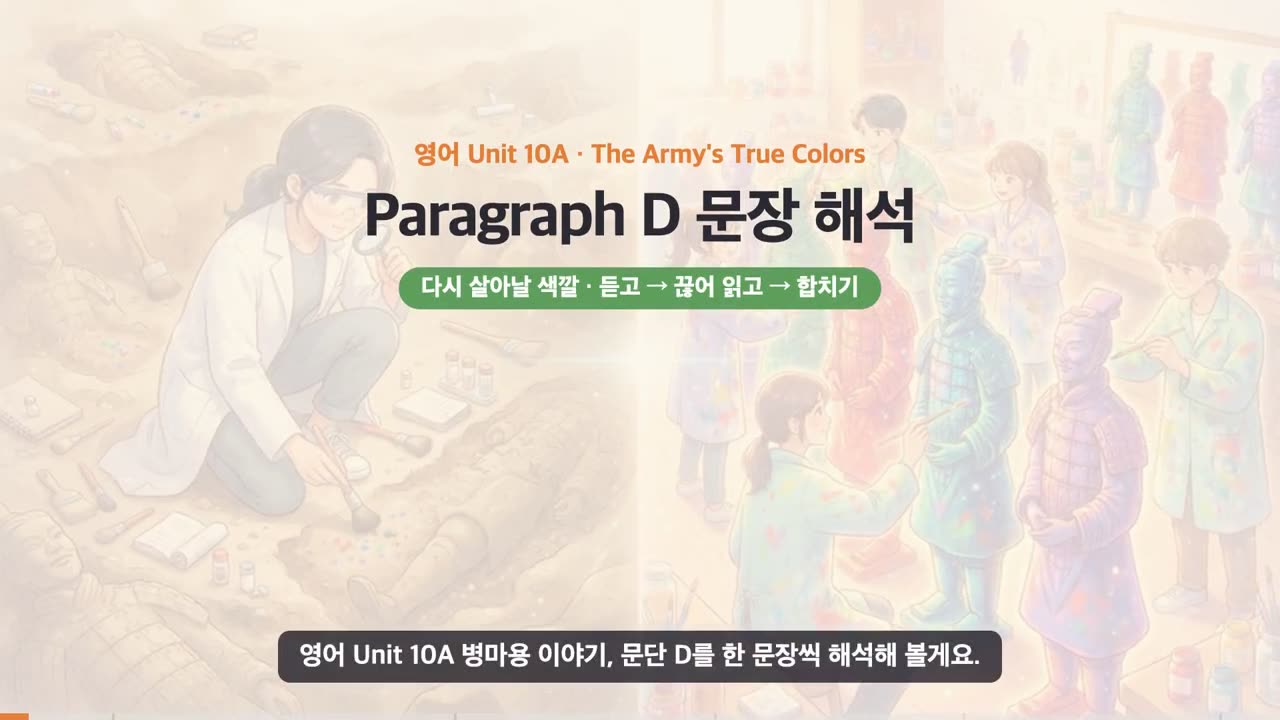 영어 Unit 10A · The Army's True Colors
Paragraph D 문장 해석
다시 살아날 색깔 · 듣고 → 끊어 읽고 → 합치기
영어 Unit 10A 병마용 이야기, 문단 D를 한 문장씩 해석해 볼게요.